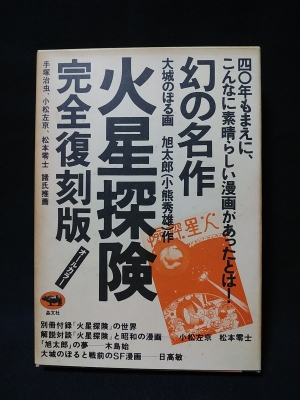 四〇年もまえに、
こんなに素晴らしい漫画があったとは!
幻の名作
大城のぼる画 旭太郎(小熊秀雄)作
火星探険
完全復刻版
オールカラー
手塚治虫、小松左京、松本零士 諸氏推薦
晶文社
別冊付録「火星探険」の世界
解説対談「火星探険」と昭和の漫画――小松左京 松本零士
「旭太郎」の夢――木島始
大城のぼると戦前のSF漫画――日高敏